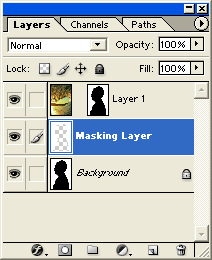 Layers Channels Paths
Normal Opacity: 100%
Lock: Fill: 100%
Layer 1
Masking Layer
Background